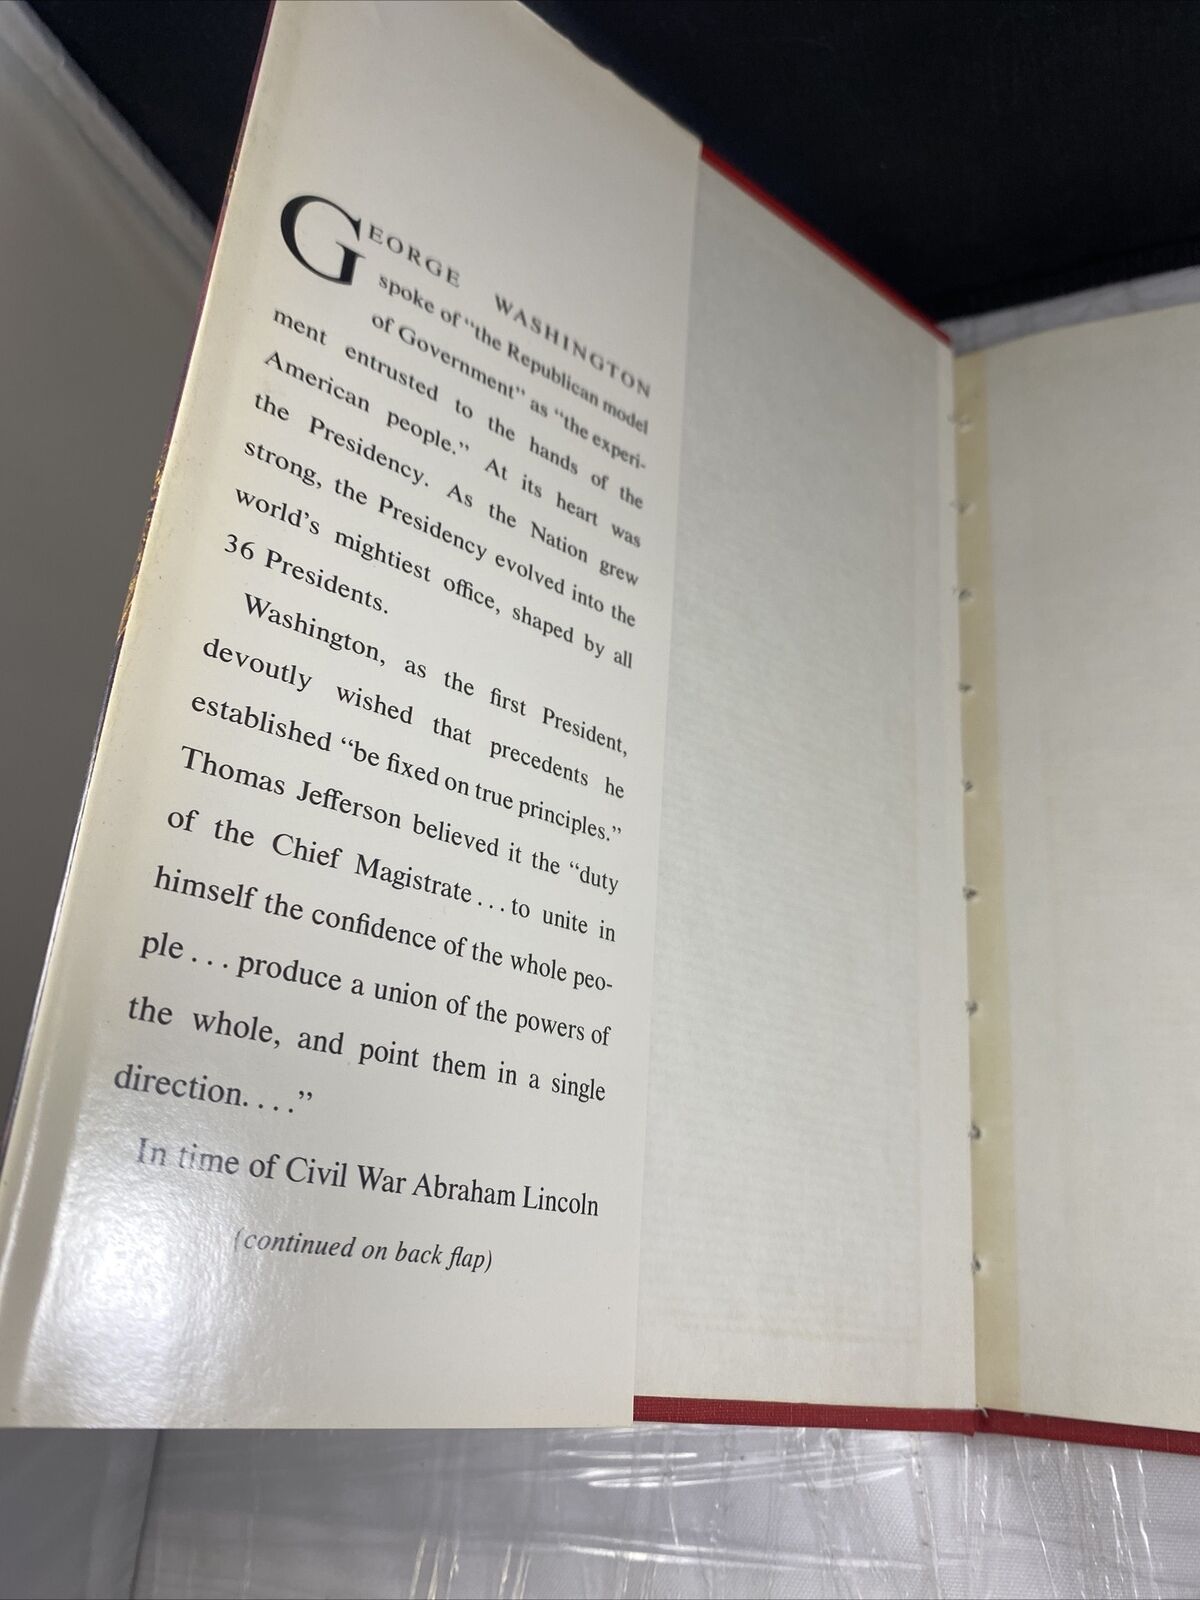 GEORGE WASHINGTON
spoke of “the Republican model
of Government” as “the experi-
ment entrusted to the hands of the
American people.” At its heart was
the Presidency. As the Nation grew
strong, the Presidency evolved into the
world’s mightiest office, shaped by all
36 Presidents.
Washington, as the first President,
devoutly wished that precedents he
established “be fixed on true principles.”
Thomas Jefferson believed it the “duty
of the Chief Magistrate . . . to unite in
himself the confidence of the whole peo-
ple . . . produce a union of the powers of
the whole, and point them in a single
direction. . . .”
In time of Civil War Abraham Lincoln
(continued on back flap)